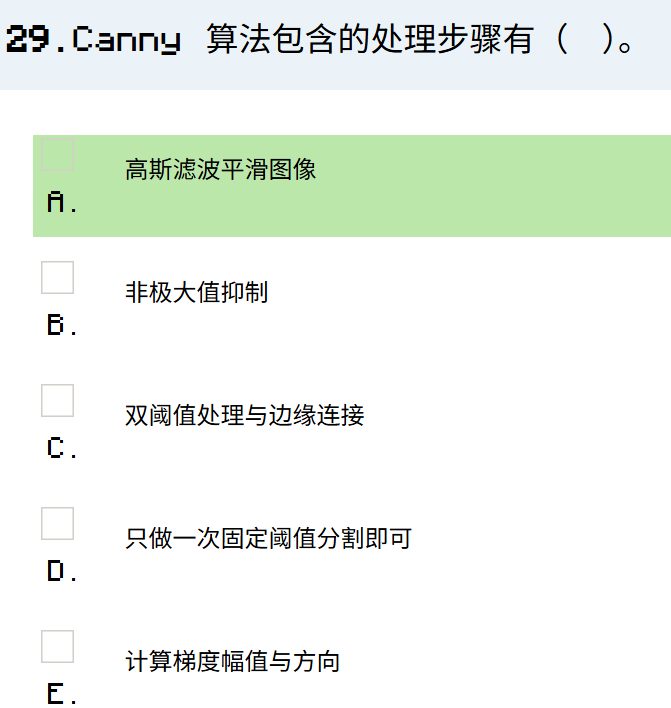 29.Canny 算法包含的处理步骤有（　）。
高斯滤波平滑图像
A.
非极大值抑制
B.
双阈值处理与边缘连接
C.
只做一次固定阈值分割即可
D.
计算梯度幅值与方向
E.